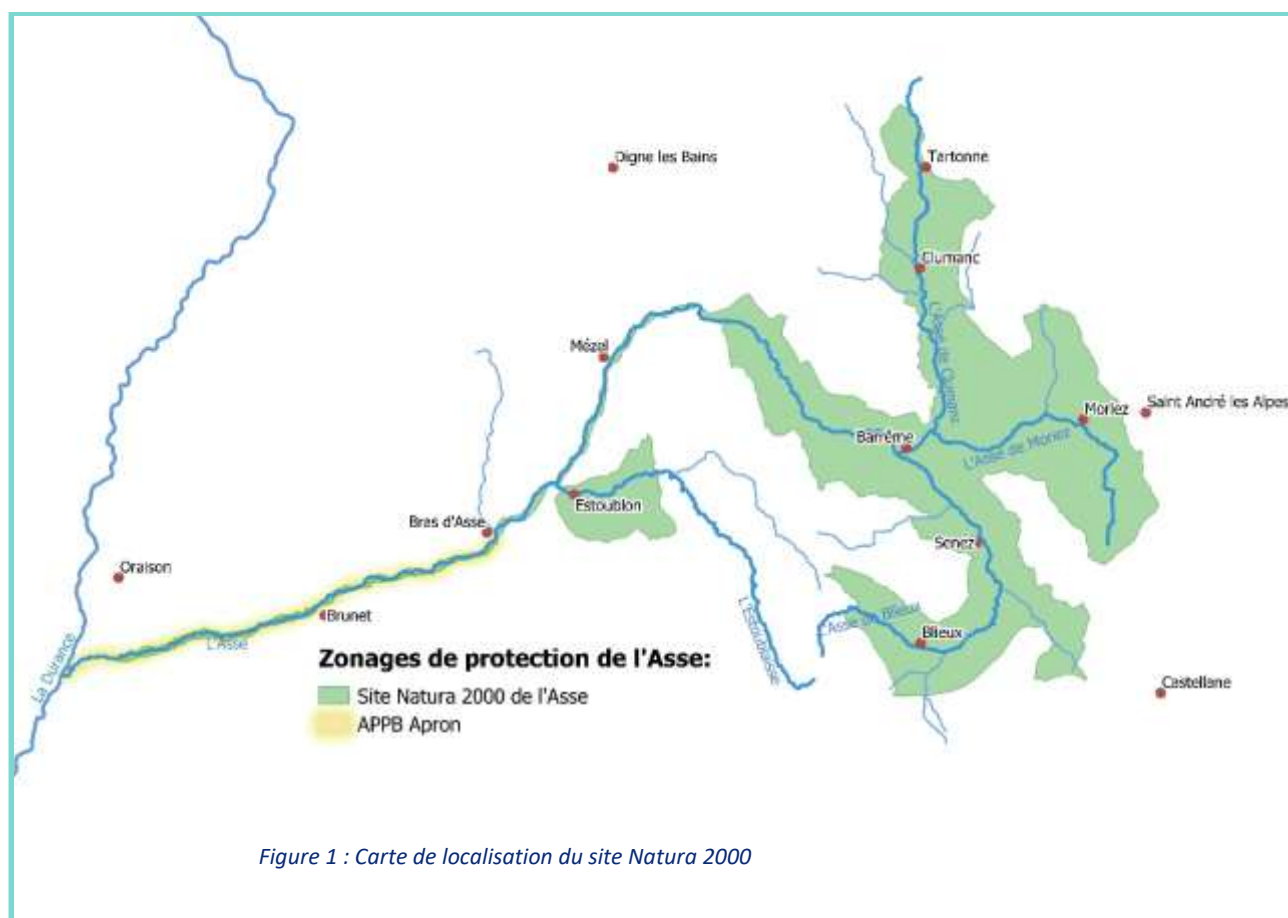 Tartonne
Digne les Bains
Clumanc
L'Asse de Clumanc
Mézel
Saint André les Alpes
Moriez
Barrême
L'Asse de Moriez
Estoublon
Bras d'Asse
Senez
Oraison
L'Estoublaisse
Brunet
L'Asse de Blieux
Blieux
L'Asse
La Durance
Castellane
Zonages de protection de l'Asse:
Site Natura 2000 de l'Asse
APPB Apron
Figure 1 : Carte de localisation du site Natura 2000